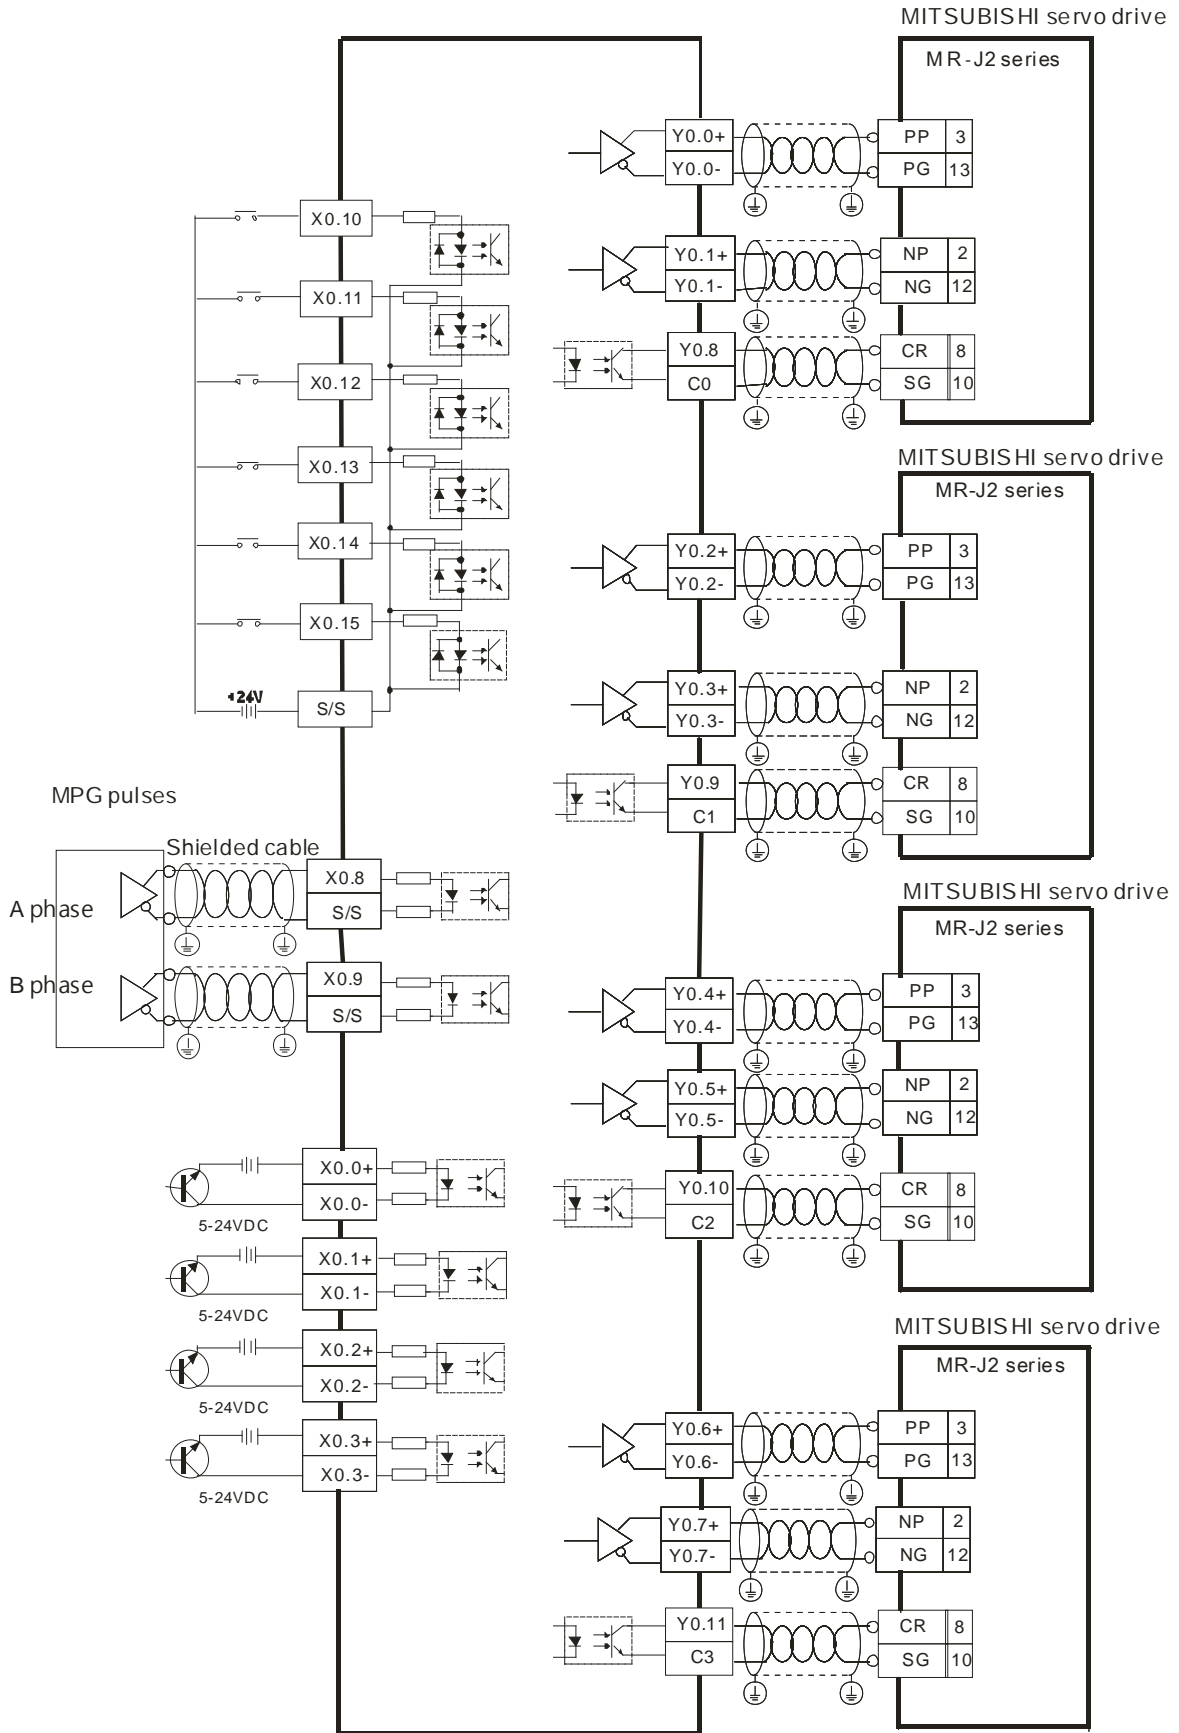 MITSUBISHI servo drive
MR-J2 series
Y0.0+
Y0.0-
PP 3
PG 13
Y0.1+
Y0.1-
NP 2
NG 12
Y0.8
C0
CR 8
SG 10
X0.10
X0.11
X0.12
X0.13
X0.14
X0.15
+24V
S/S
MITSUBISHI servo drive
MR-J2 series
Y0.2+
Y0.2-
PP 3
PG 13
Y0.3+
Y0.3-
NP 2
NG 12
Y0.9
C1
CR 8
SG 10
MPG pulses
Shielded cable
A phase
X0.8
S/S
B phase
X0.9
S/S
MITSUBISHI servo drive
MR-J2 series
Y0.4+
Y0.4-
PP 3
PG 13
Y0.5+
Y0.5-
NP 2
NG 12
Y0.10
C2
CR 8
SG 10
X0.0+
X0.0-
5-24VDC
X0.1+
X0.1-
5-24VDC
X0.2+
X0.2-
5-24VDC
X0.3+
X0.3-
5-24VDC
MITSUBISHI servo drive
MR-J2 series
Y0.6+
Y0.6-
PP 3
PG 13
Y0.7+
Y0.7-
NP 2
NG 12
Y0.11
C3
CR 8
SG 10